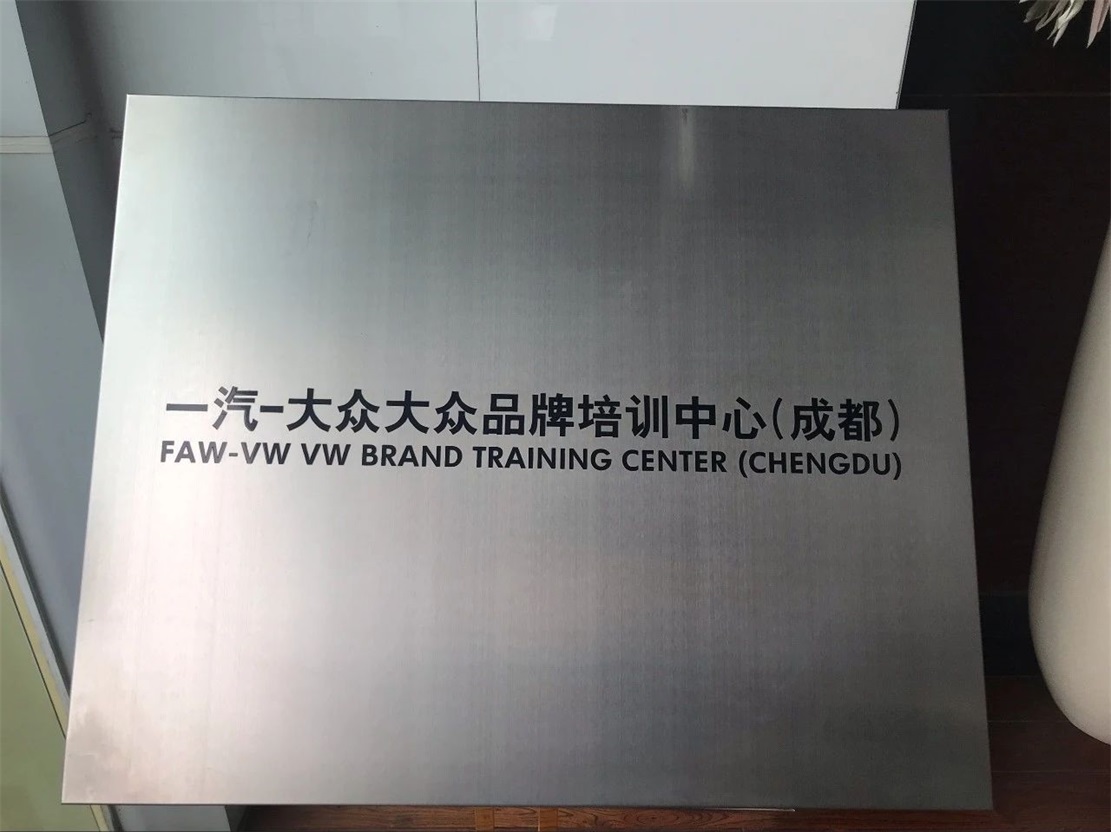 一汽-大众大众品牌培训中心(成都)
FAW-VW VW BRAND TRAINING CENTER (CHENGDU)